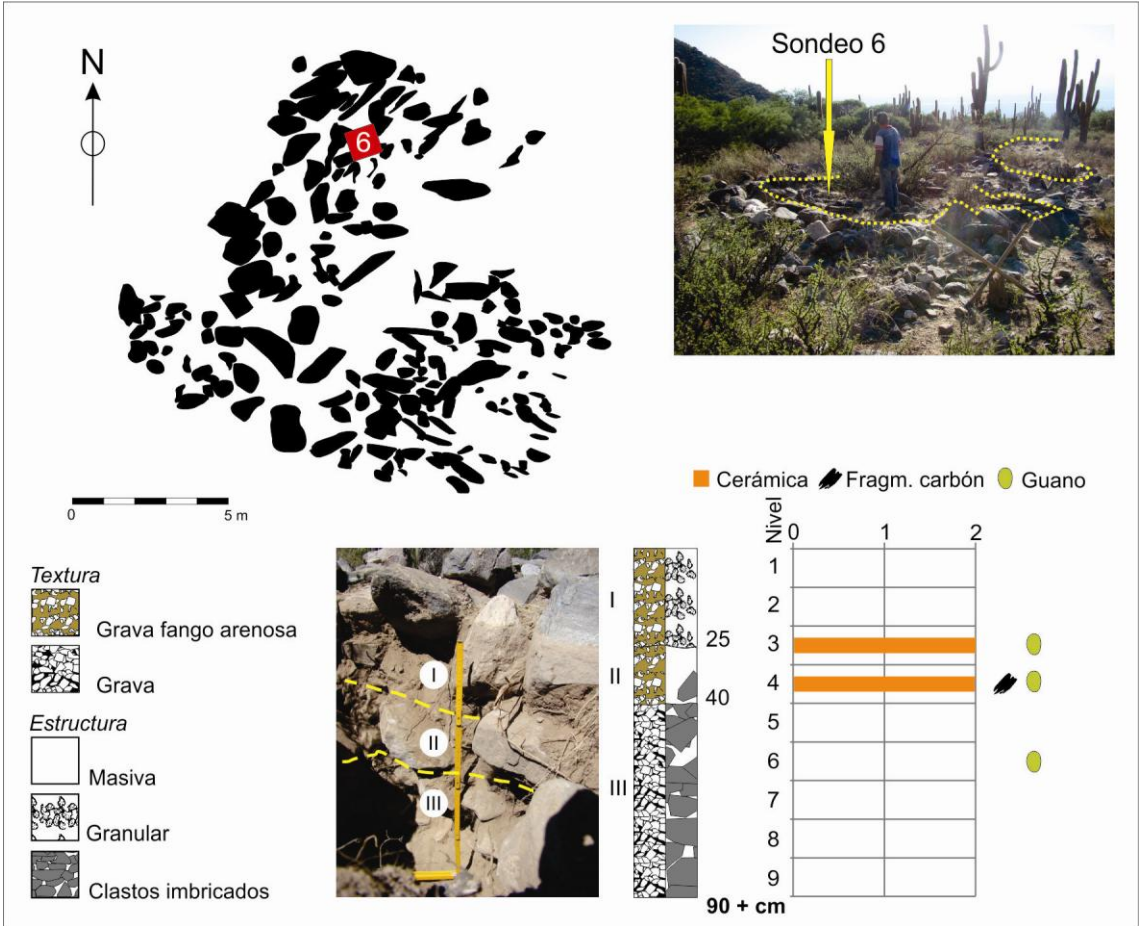 N
6
Sondeo 6
0 5 m
Cerámica Fragm. carbón Guano
Textura
Grava fango arenosa
Grava
Estructura
Masiva
Granular
Clastos imbricados
I
II
III
I
II
III
25
40
90 + cm
Nivel
0 1 2
1
2
3
4
5
6
7
8
9